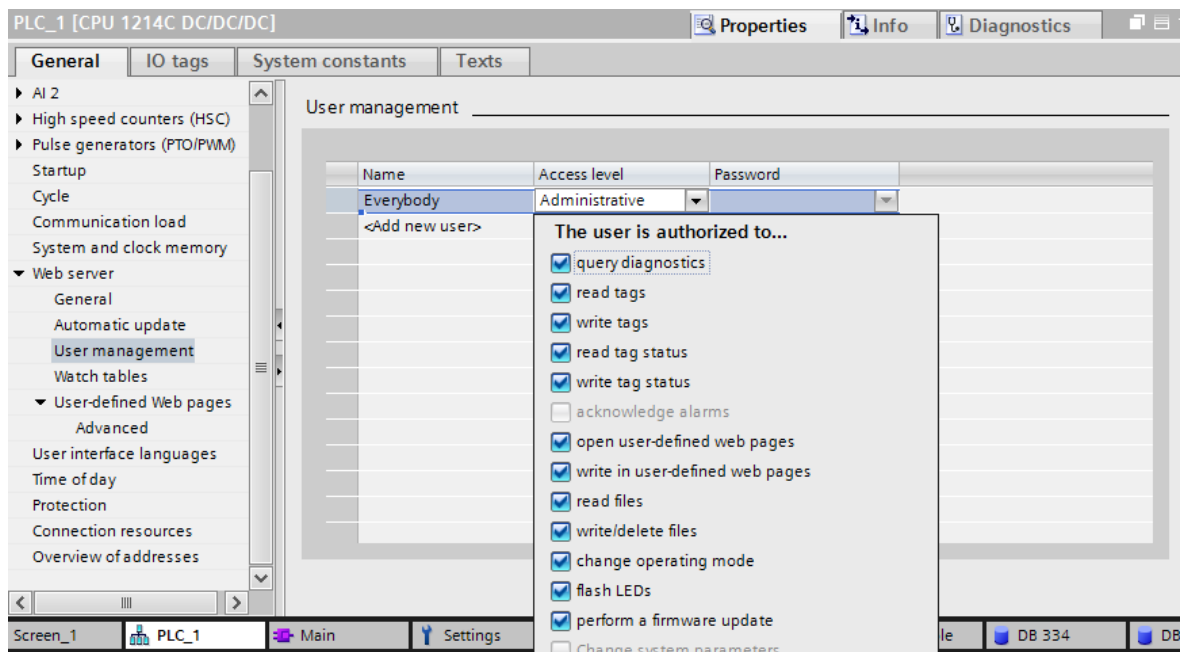 PLC_1 [CPU 1214C DC/DC/DC]
Properties
Info
Diagnostics
General
IO tags
System constants
Texts
AI 2
High speed counters (HSC)
Pulse generators (PTO/PWM)
Startup
Cycle
Communication load
System and clock memory
Web server
General
Automatic update
User management
Watch tables
User-defined Web pages
Advanced
User interface languages
Time of day
Protection
Connection resources
Overview of addresses
User management
Name Access level Password
Everybody Administrative
<Add new user>
The user is authorized to...
query diagnostics
read tags
write tags
read tag status
write tag status
acknowledge alarms
open user-defined web pages
write in user-defined web pages
read files
write/delete files
change operating mode
flash LEDs
perform a firmware update
Change system parameters
Screen_1
PLC_1
Main
Settings
le
DB 334
DB